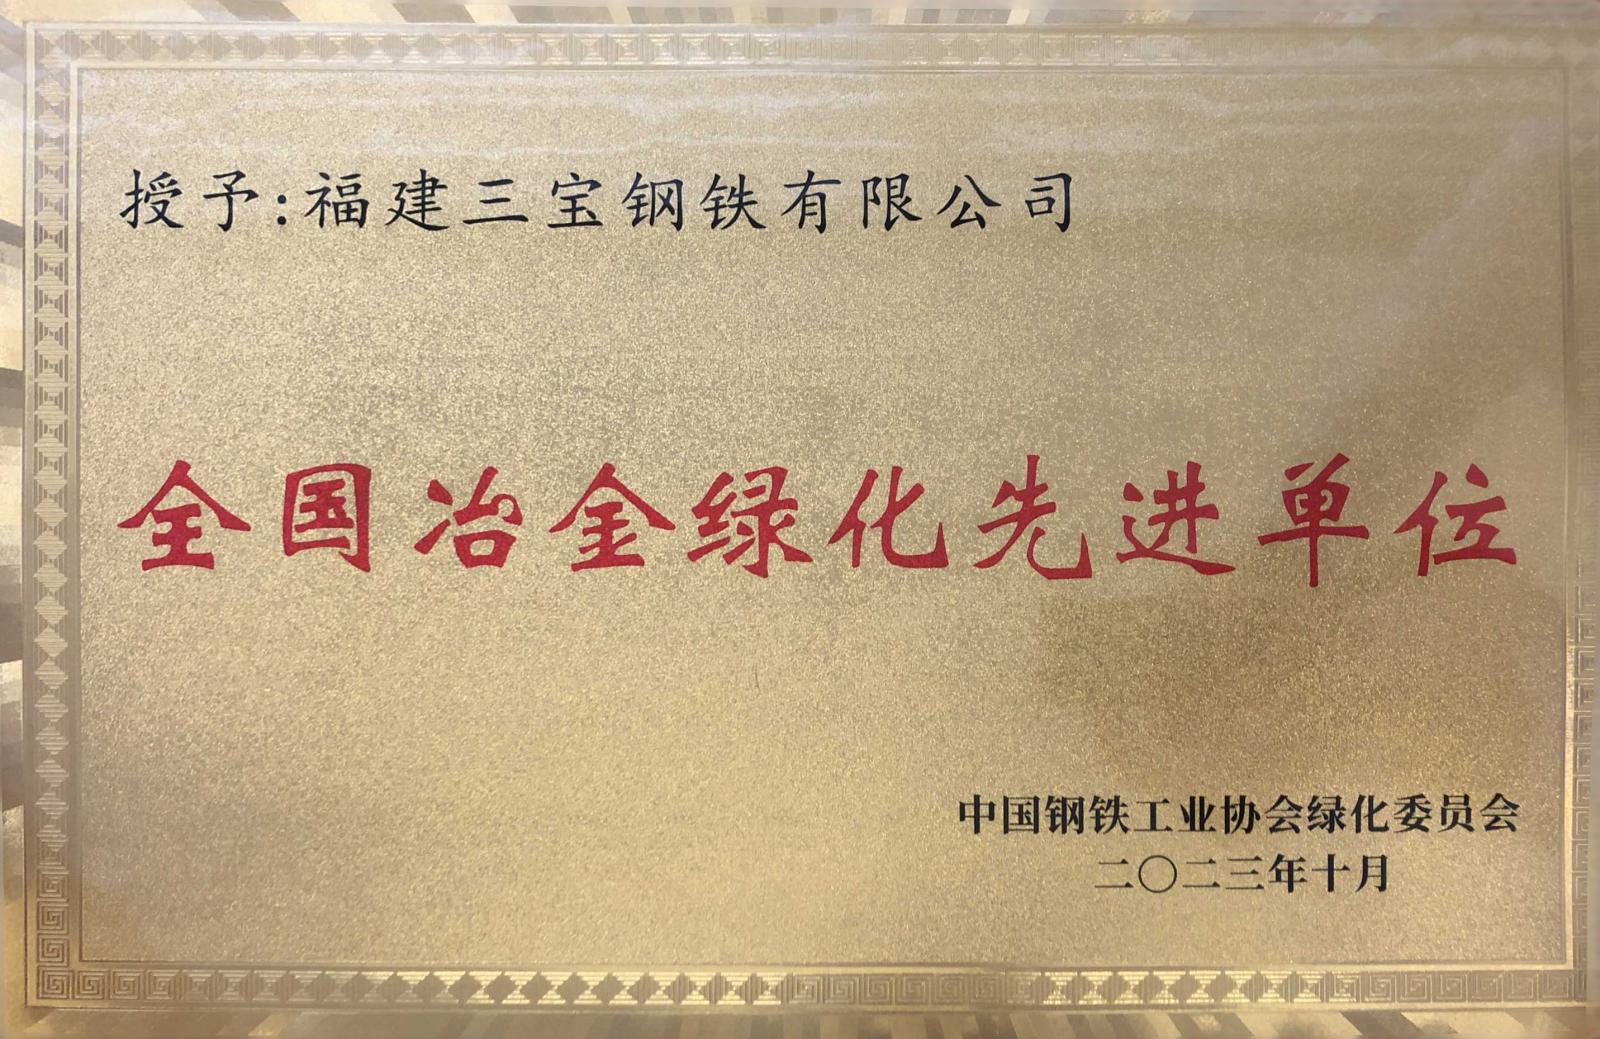 授予:福建三宝钢铁有限公司
全国冶金绿化先进单位
中国钢铁工业协会绿化委员会
二〇二三年十月